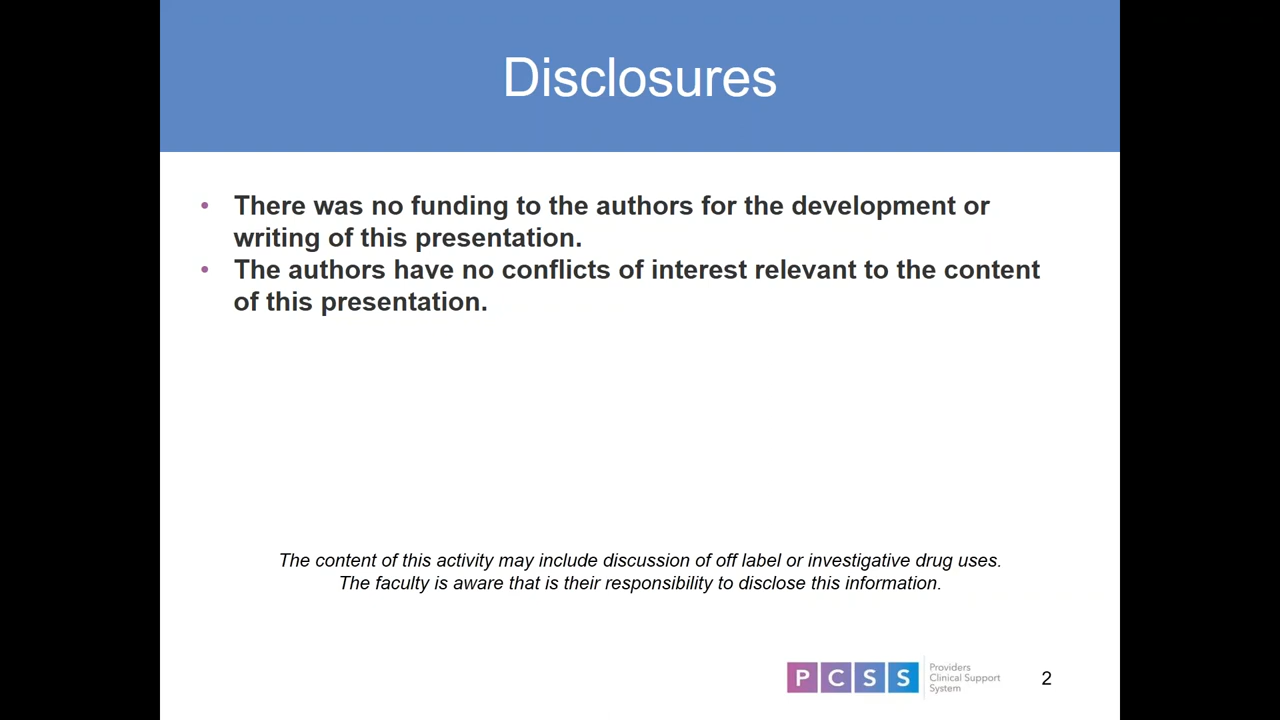 Disclosures
• There was no funding to the authors for the development or
writing of this presentation.
• The authors have no conflicts of interest relevant to the content
of this presentation.
The content of this activity may include discussion of off label or investigative drug uses.
The faculty is aware that is their responsibility to disclose this information.
PCSS
Providers
Clinical Support
System
2